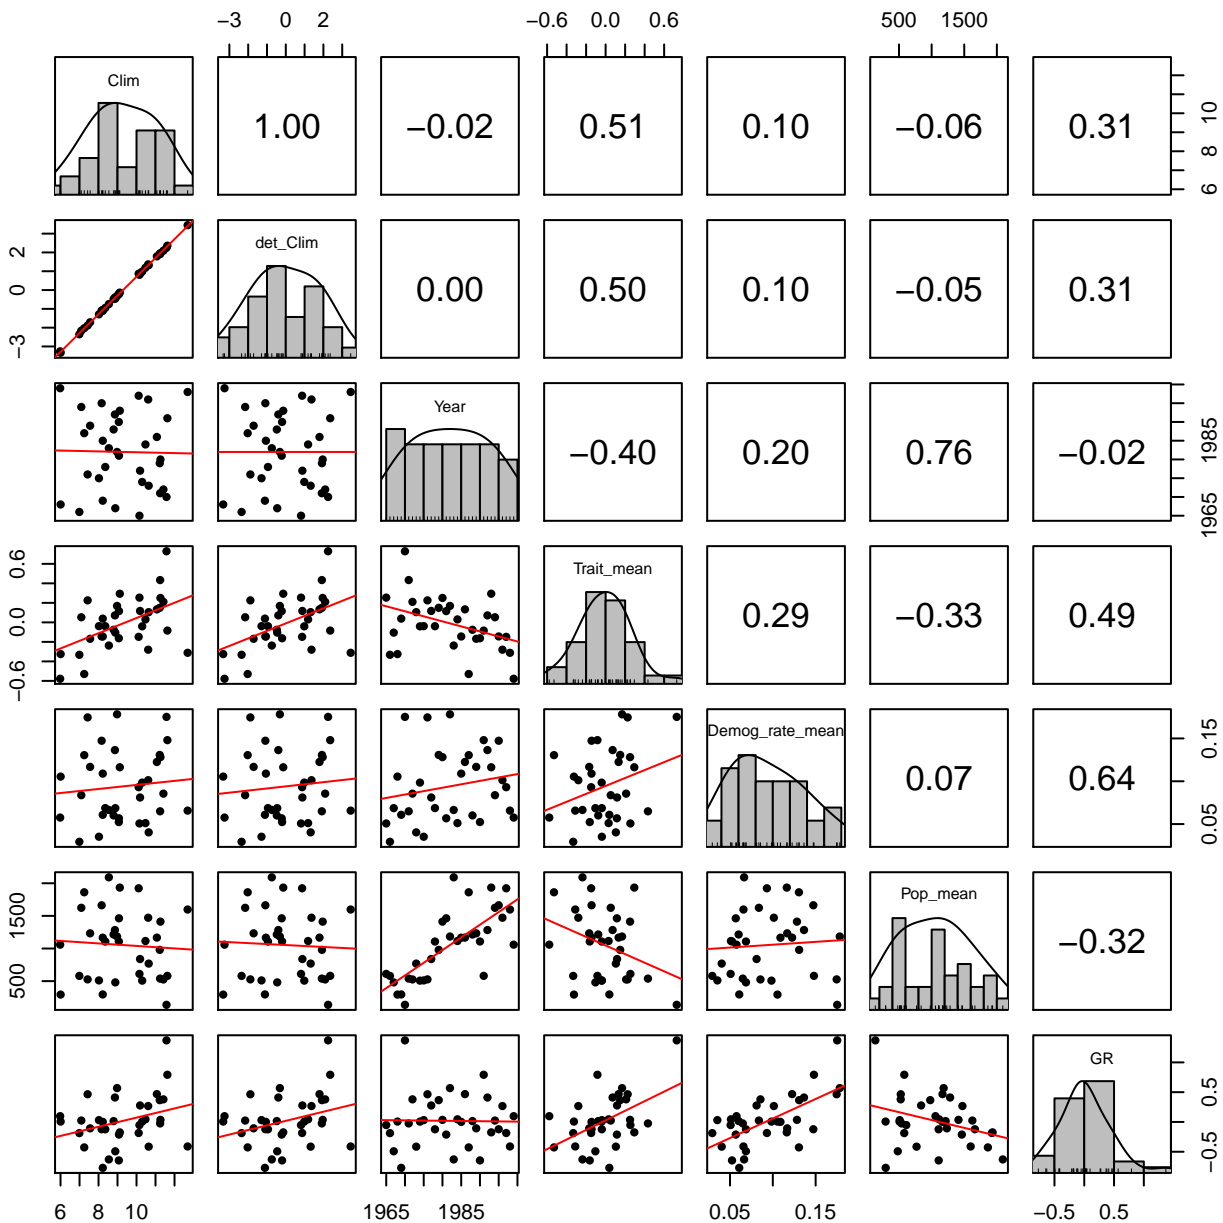 −3 0 2 −0.6 0.0 0.6 500 1500
Clim
1.00 −0.02 0.51 0.10 −0.06 0.31
6 8 10
det_Clim
−3 0 2
0.00 0.50 0.10 −0.05 0.31
Year
−0.40 0.20 0.76 −0.02
1965 1985
Trait_mean
−0.6 0.0 0.6
0.29 −0.33 0.49
Demog_rate_mean
0.07 0.64
0.05 0.15
Pop_mean
500 1500
−0.32
GR
−0.5 0.5
6 8 10 1965 1985 0.05 0.15 −0.5 0.5